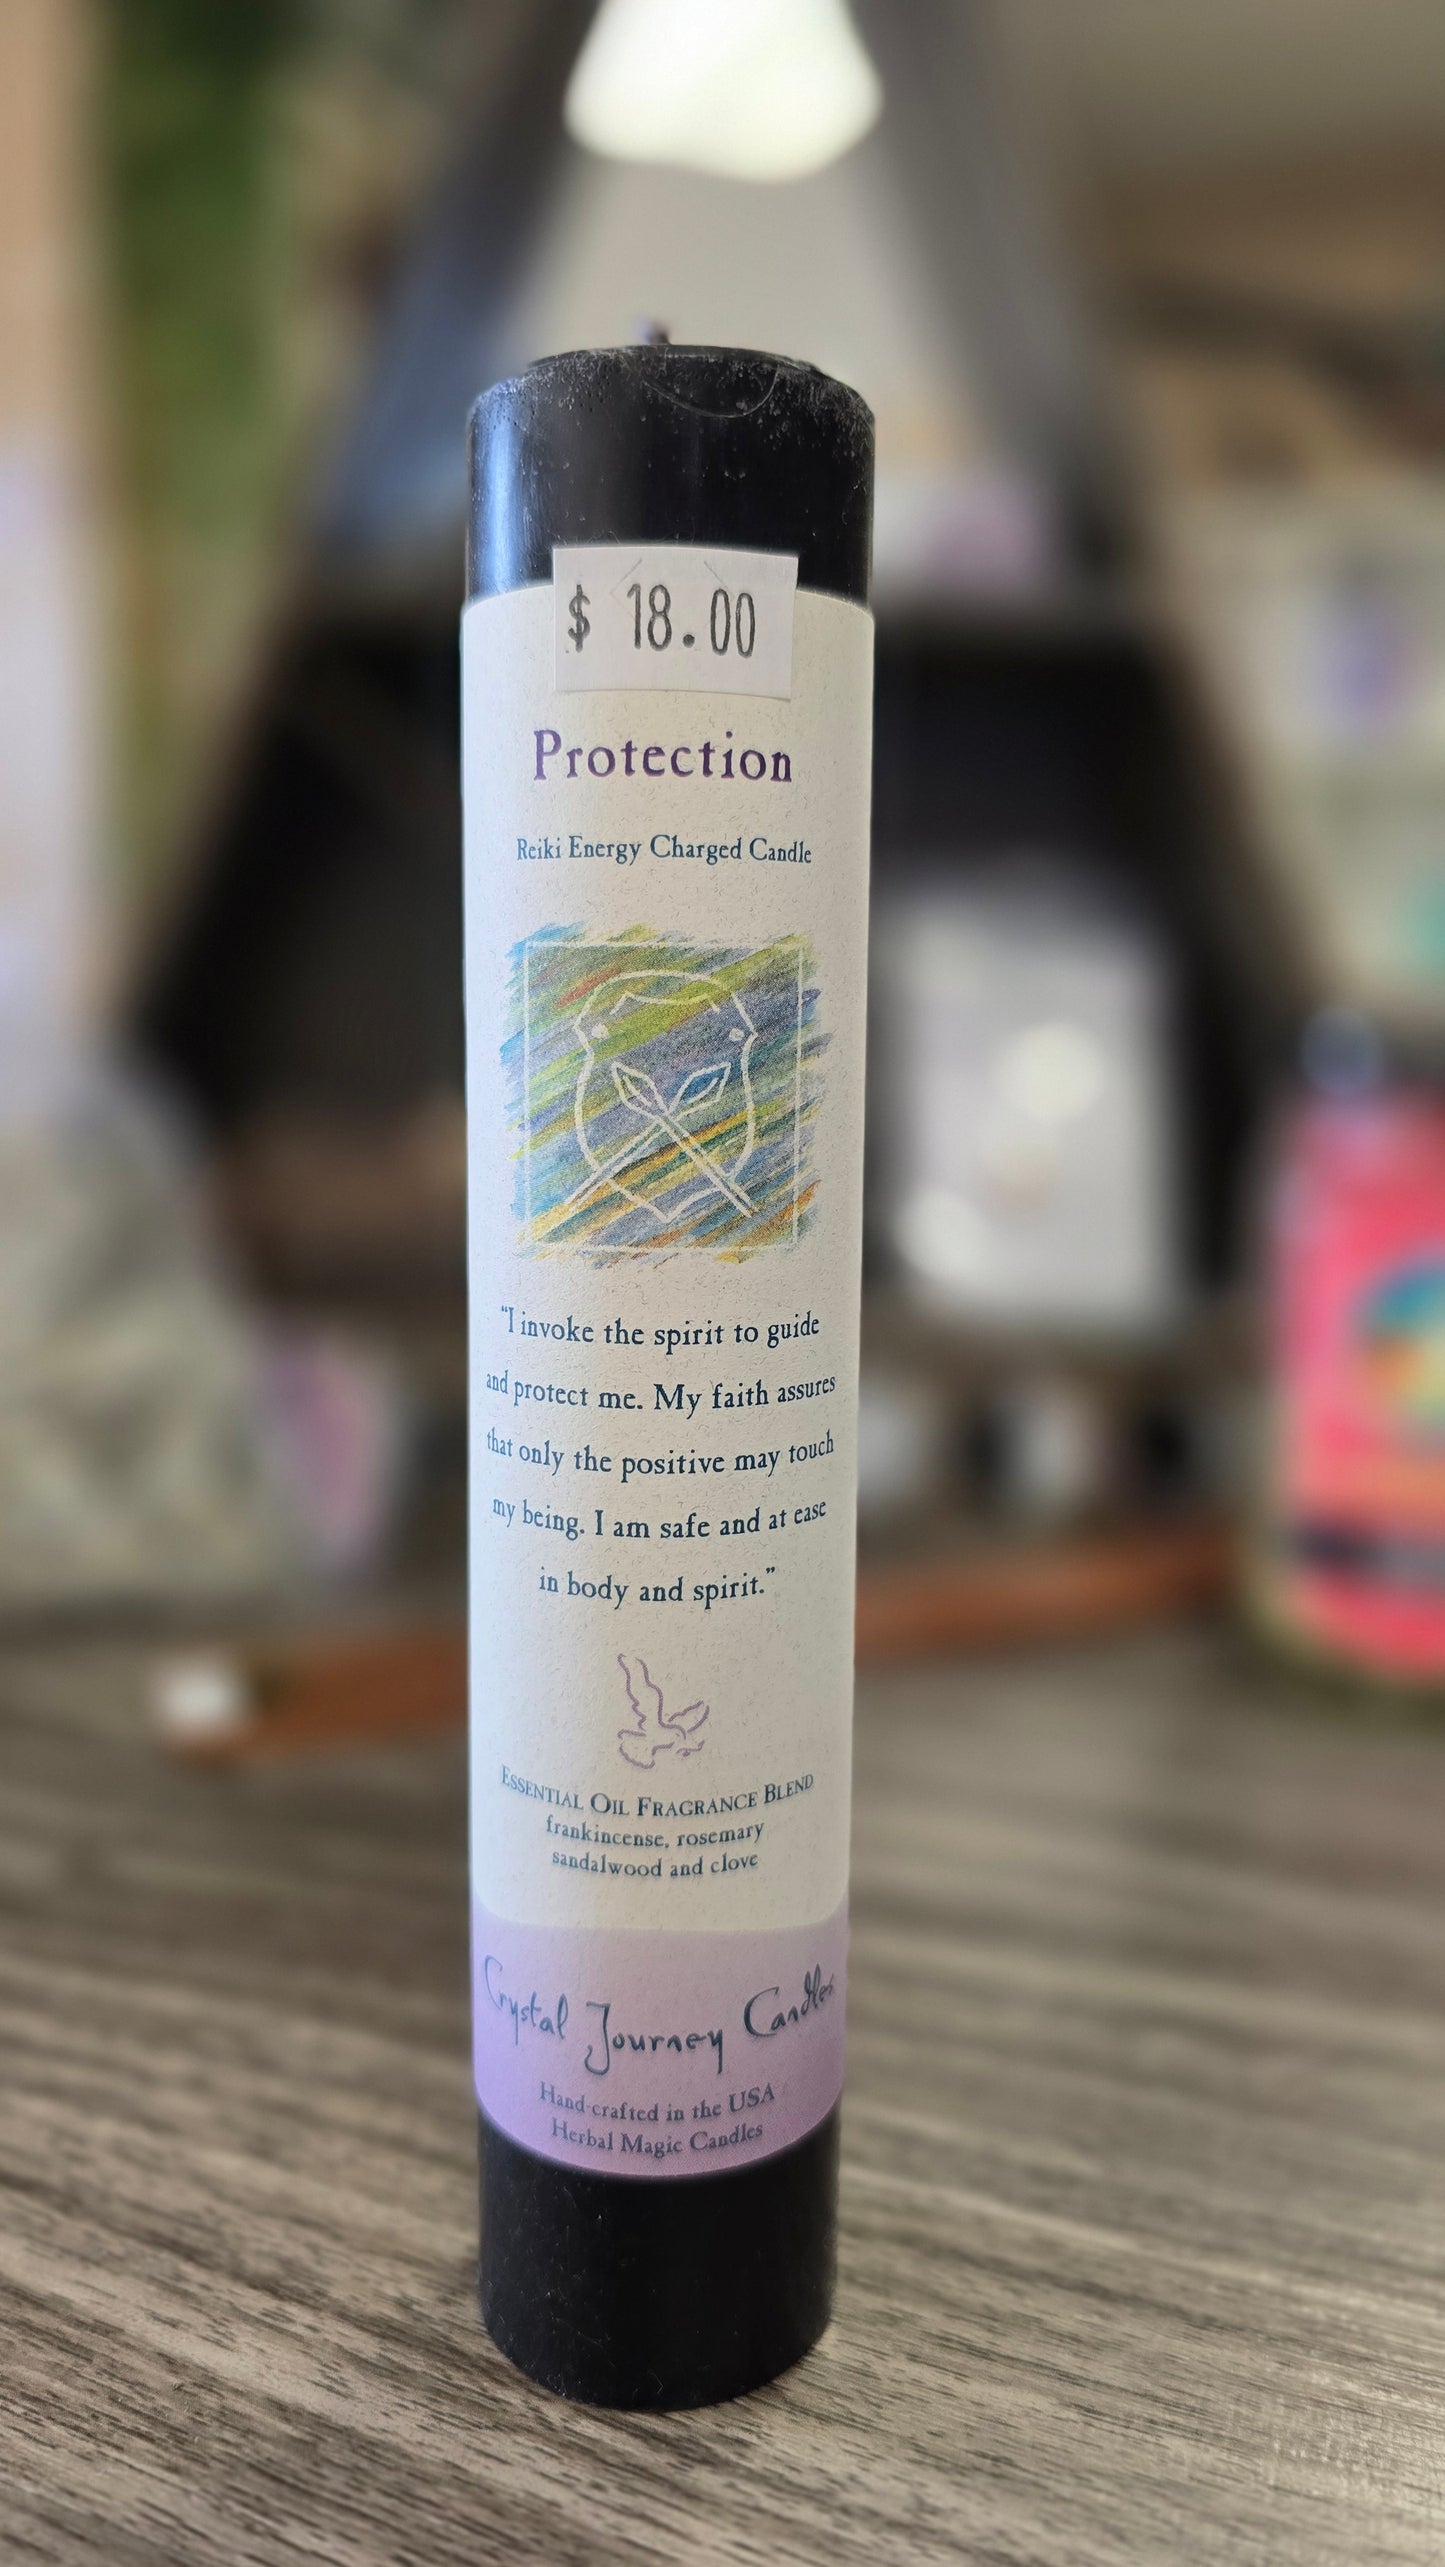 $ 18.00
Protection
Reiki Energy Charged Candle
"I invoke the spirit to guide
and protect me. My faith assures
that only the positive may touch
my being. I am safe and at ease
in body and spirit."
ESSENTIAL OIL FRAGRANCE BLEND
frankincense, rosemary
sandalwood and clove
Crystal Journey Candles
Hand-crafted in the USA
Herbal Magic Candles